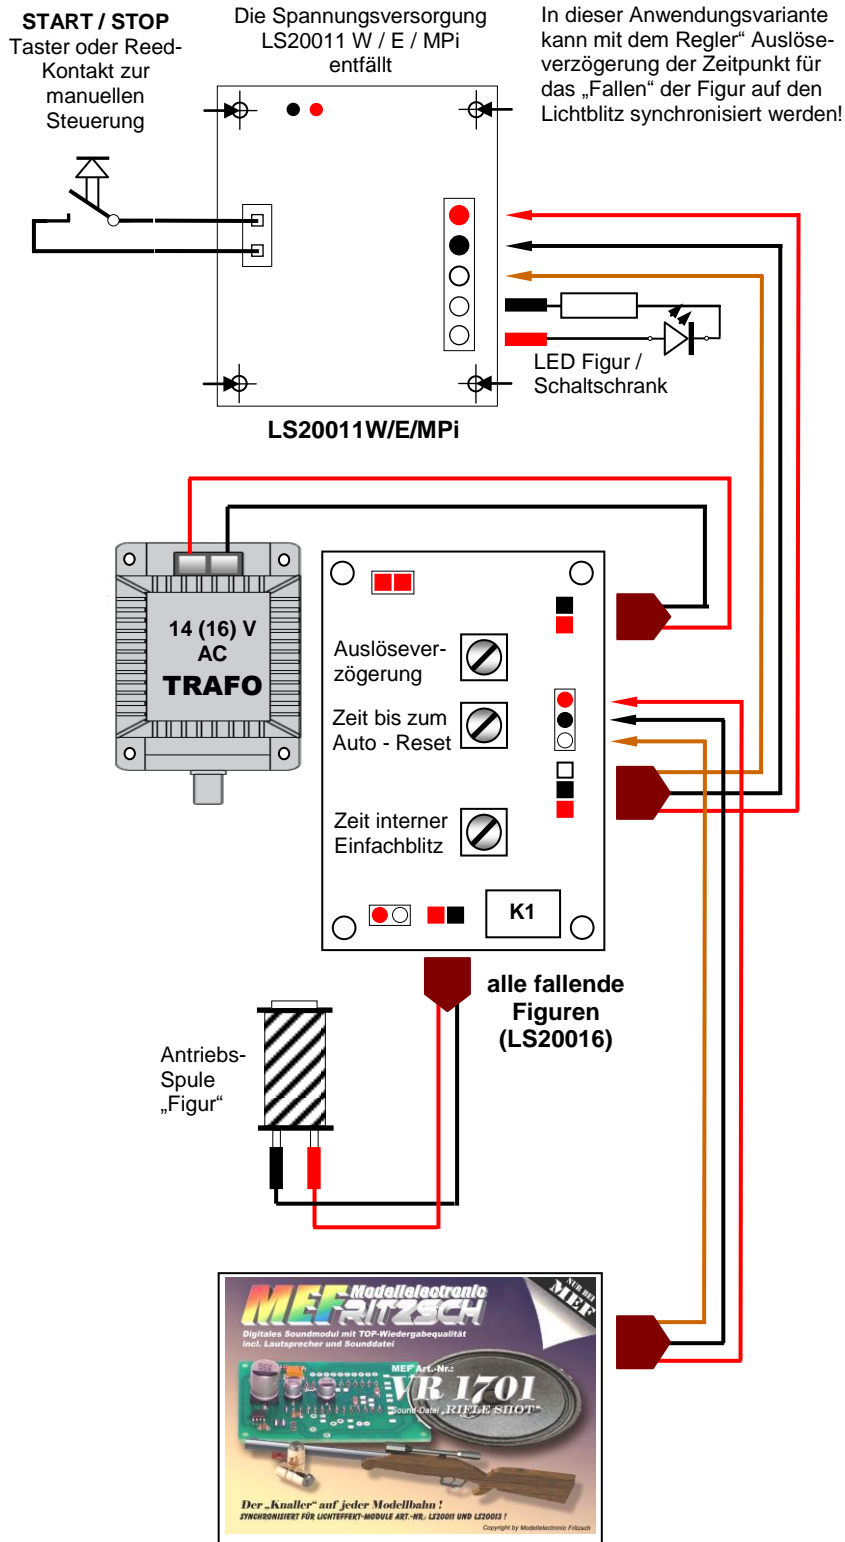 START / STOP
Taster oder Reed-
Kontakt zur
manuellen
Steuerung
Die Spannungsversorgung
LS20011 W / E / MPi
entfällt
In dieser Anwendungsvariante
kann mit dem Regler“ Auslöse-
verzögerung der Zeitpunkt für
das „Fallen“ der Figur auf den
Lichtblitz synchronisiert werden!
LED Figur /
Schaltschrank
LS20011W/E/MPi
14 (16) V
AC
TRAFO
Auslösever-
zögerung
Zeit bis zum
Auto - Reset
Zeit interner
Einfachblitz
K1
alle fallende
Figuren
(LS20016)
Antriebs-
Spule
„Figur“
MEF Modellelectronic
FRITZSCH
NUR BEI
MEF
Digitales Soundmodul mit TOP-Wiedergabequalität
incl. Lautsprecher und Sounddatei
MEF Art.-Nr.:
VR 1701
Sound-Datei „RIFLE SHOT“
Der „Knaller“ auf jeder Modellbahn !
SYNCHRONISIERT FÜR LICHTEFFEKT-MODULE ART.-NR.: LS20011 UND LS20013 !
Copyright by Modellelectronic Fritzsch